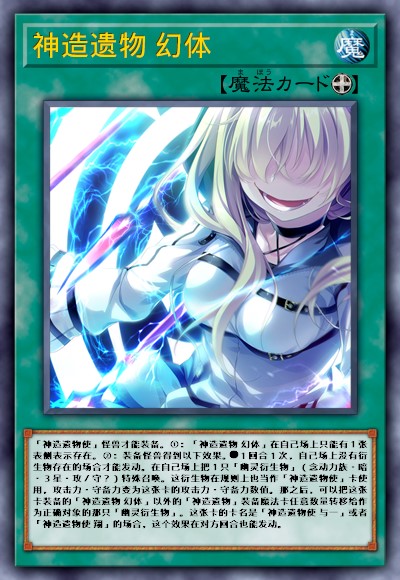 神造遗物 幻体
魔
【魔法カード】
まほう
「神造遗物使」怪兽才能装备。①：「神造遗物 幻体」在自己场上只能有1张
表侧表示存在。②：装备怪兽得到以下效果。●1回合1次，自己场上没有衍
生物存在的场合才能发动。在自己场上把1只「幽灵衍生物」（念动力族·暗
·3星·攻／守？）特殊召唤。这衍生物在规则上也当作「神造遗物使」卡使
用，攻击力·守备力变为这张卡的攻击力·守备力数值。那之后，可以把这张
卡装备的「神造遗物 幻体」以外的「神造遗物」装备魔法卡任意数量转移给作
为正确对象的那只「幽灵衍生物」。这张卡的卡名是「神造遗物使 与一」或者
「神造遗物使 翔」的场合，这个效果在对方回合也能发动。